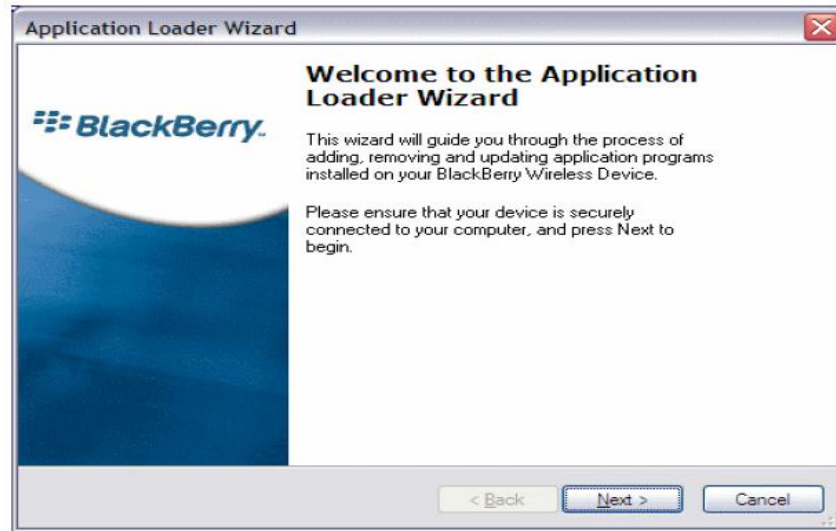 Application Loader Wizard
BlackBerry.
Welcome to the Application
Loader Wizard
This wizard will guide you through the process of
adding, removing and updating application programs
installed on your BlackBerry Wireless Device.
Please ensure that your device is securely
connected to your computer, and press Next to
begin.
< Back
Next >
Cancel